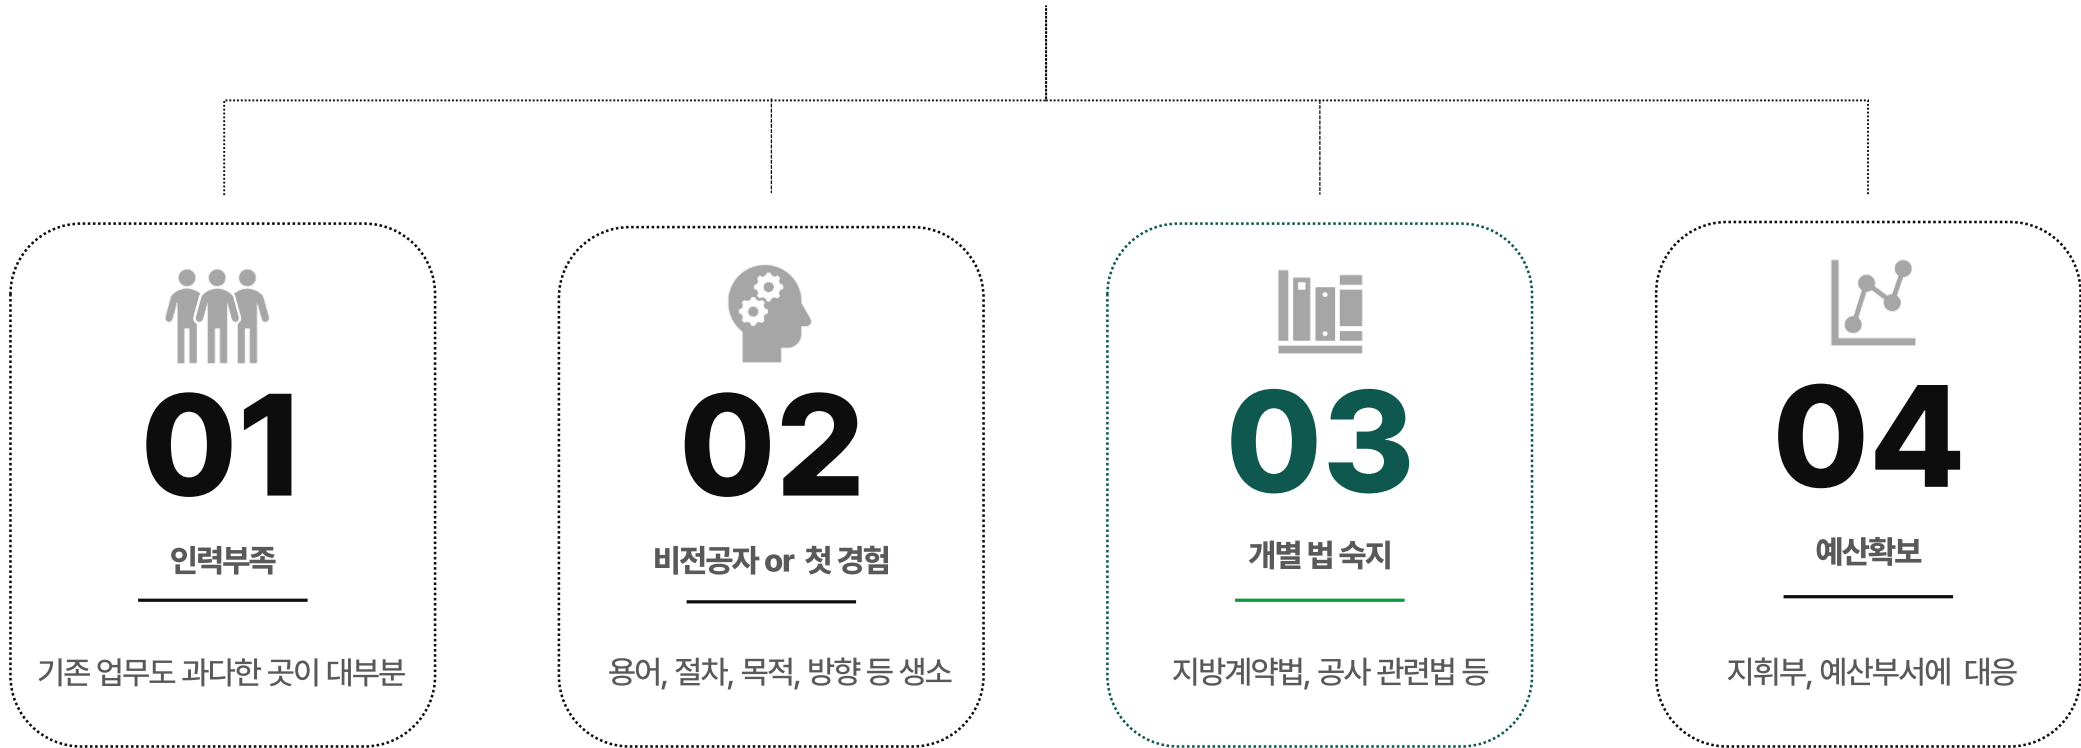 01
인력부족
기존 업무도 과다한 곳이 대부분
02
비전공자 or 첫 경험
용어, 절차, 목적, 방향 등 생소
03
개별 법 숙지
지방계약법, 공사 관련법 등
04
예산확보
지휘부, 예산부서에 대응